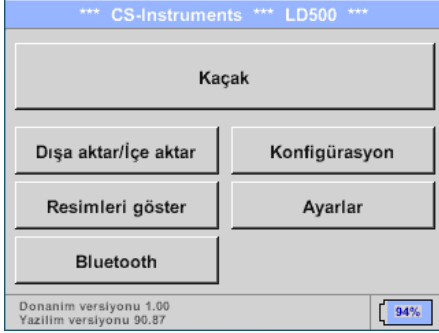 *** CS-Instruments *** LD500 ***
Kaçak
Dışa aktar/İçe aktar
Konfigürasyon
Resimleri göster
Ayarlar
Bluetooth
Donanim versiyonu 1.00
Yazilim versiyonu 90.87
94%